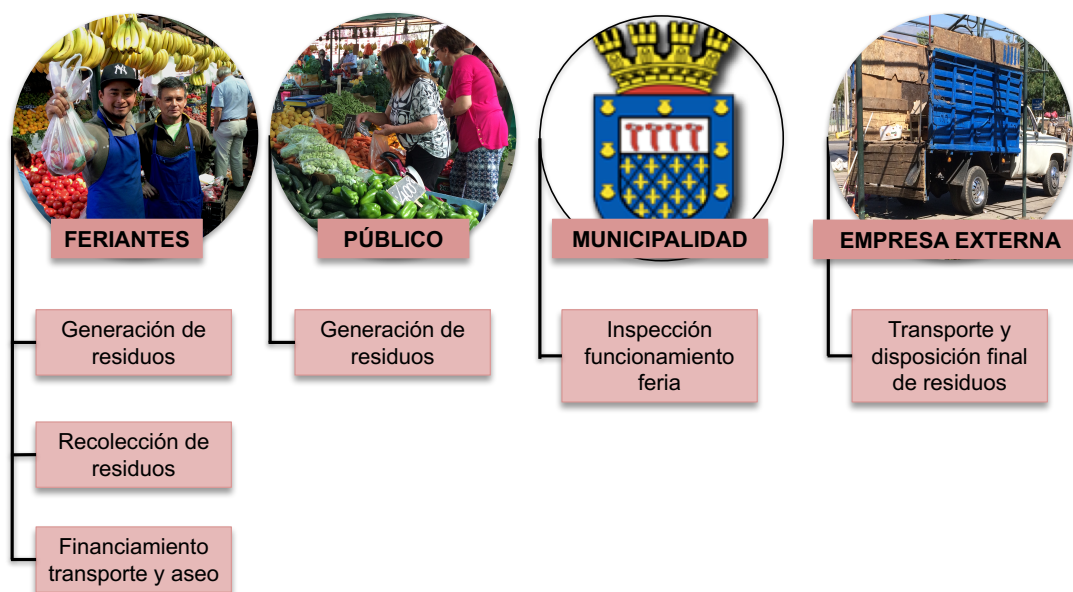 FERIANTES
Generación de
residuos
Recolección de
residuos
Financiamiento
transporte y aseo
PÚBLICO
Generación de
residuos
MUNICIPALIDAD
Inspección
funcionamiento
feria
EMPRESA EXTERNA
Transporte y
disposición final
de residuos